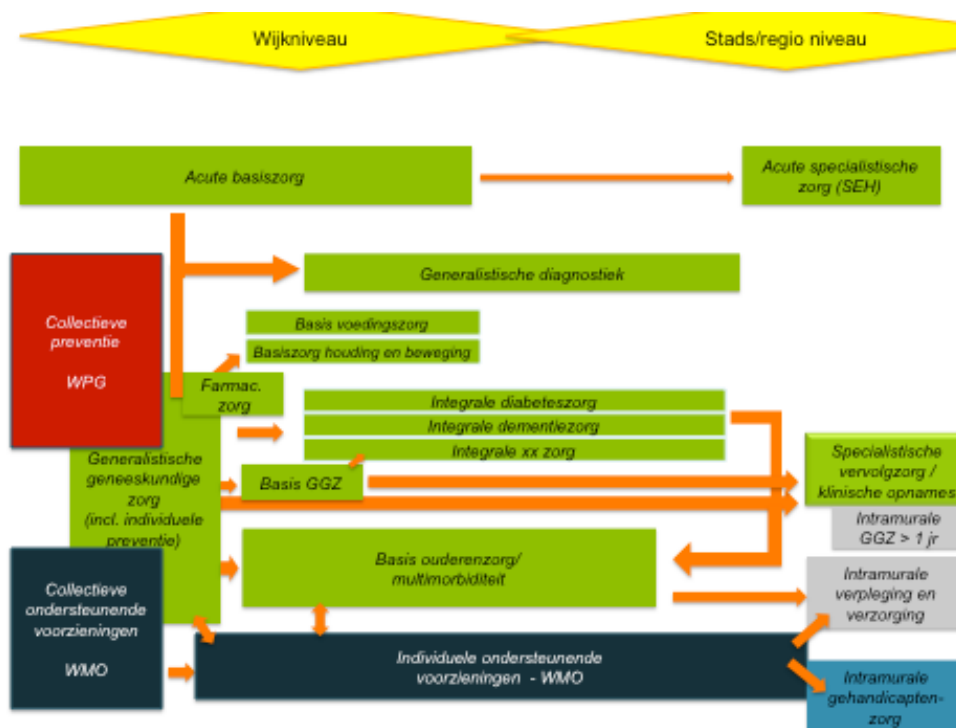 Wijkniveau
Stads/regio niveau
Acute basiszorg
Acute specialistische
zorg (SEH)
Generalistische diagnostiek
Collectieve
preventie
WPG
Basis voedingszorg
Basiszorg houding en beweging
Farmac.
zorg
Integrale diabeteszorg
Integrale dementiezorg
Integrale xx zorg
Generalistische
geneeskundige
zorg
(incl. individuele
preventie)
Basis GGZ
Specialistische
vervolgzorg /
klinische opnames
Intramurale
GGZ > 1 jr
Basis ouderenzorg/
multimorbiditeit
Intramurale
verpleging en
verzorging
Collectieve
ondersteunende
voorzieningen
WMO
Individuele ondersteunende
voorzieningen - WMO
Intramurale
gehandicapten-
zorg